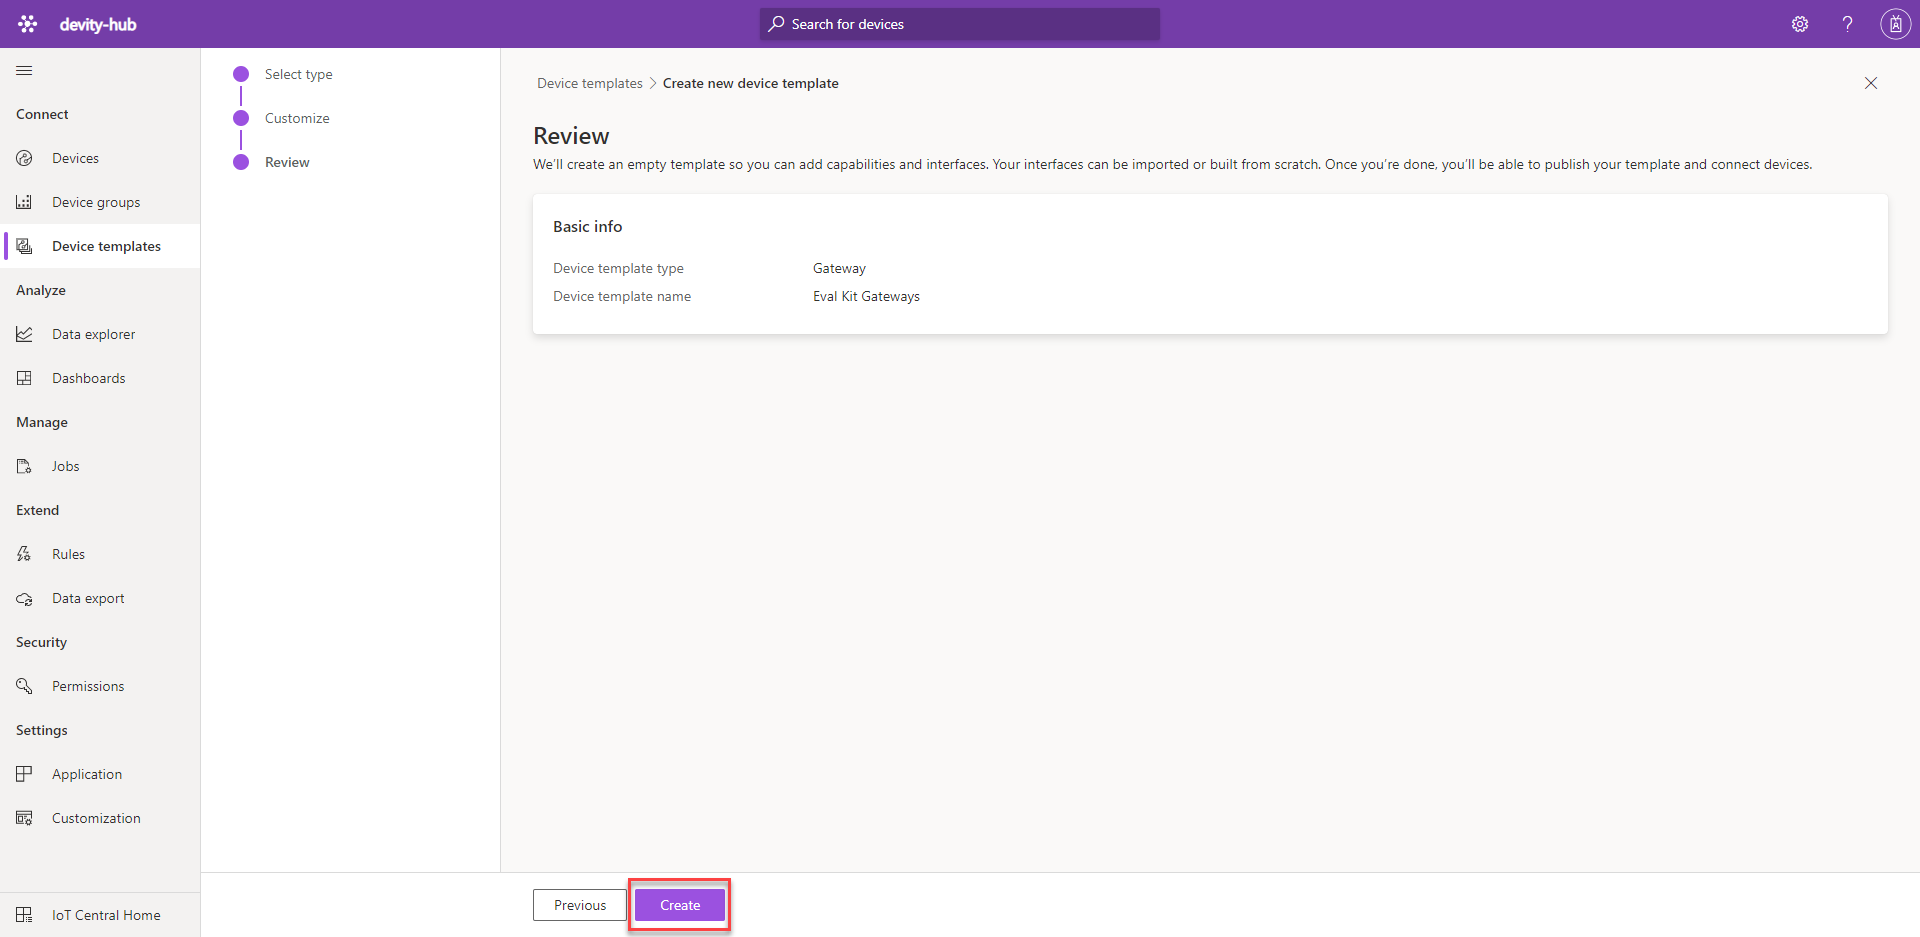 devity-hub
Search for devices
Connect
Devices
Device groups
Device templates
Analyze
Data explorer
Dashboards
Manage
Jobs
Extend
Rules
Data export
Security
Permissions
Settings
Application
Customization
IoT Central Home
Select type
Customize
Review
Device templates > Create new device template
Review
We'll create an empty template so you can add capabilities and interfaces. Your interfaces can be imported or built from scratch. Once you're done, you'll be able to publish your template and connect devices.
Basic info
Device template type Gateway
Device template name Eval Kit Gateways
Previous Create